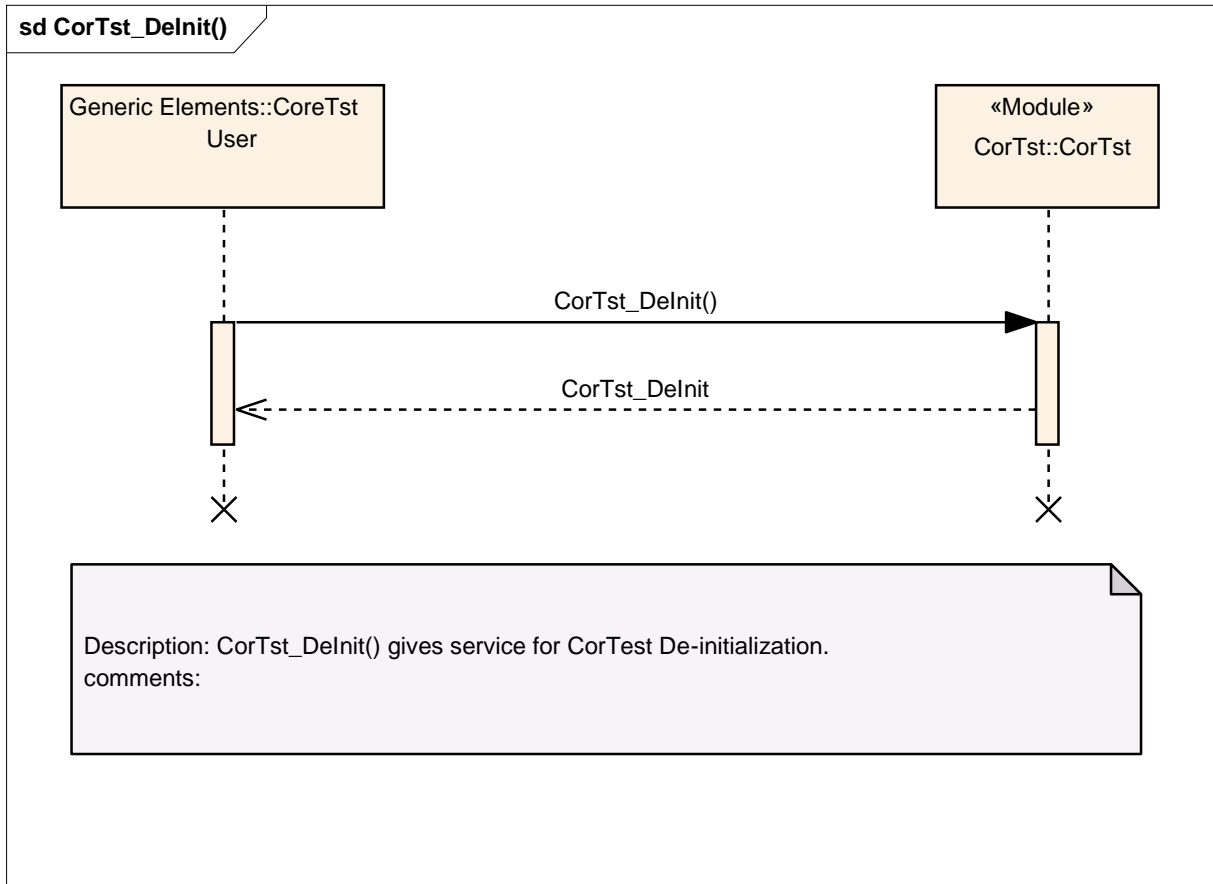 sd CorTst_DeInit()
Generic Elements::CoreTst
User
«Module»
CorTst::CorTst
CorTst_DeInit()
CorTst_DeInit
Description: CorTst_DeInit() gives service for CorTest De-initialization.
comments: